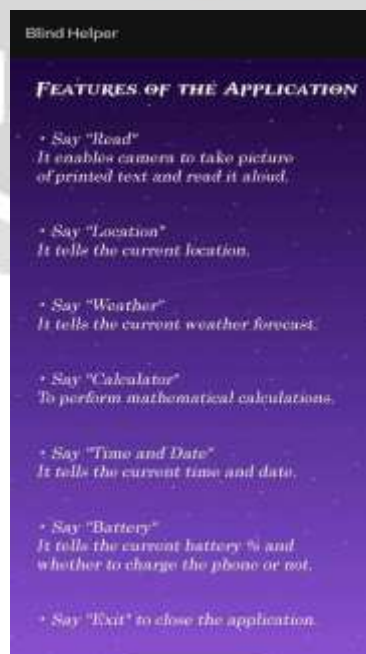 Blind Helper
FEATURES OF THE APPLICATION
• Say "Read"
It enables camera to take picture
of printed text and read it aloud.
• Say "Location"
It tells the current location.
• Say "Weather"
It tells the current weather forecast.
• Say "Calculator"
To perform mathematical calculations.
• Say "Time and Date"
It tells the current time and date.
• Say "Battery"
It tells the current battery % and
whether to charge the phone or not.
• Say "Exit" to close the application.